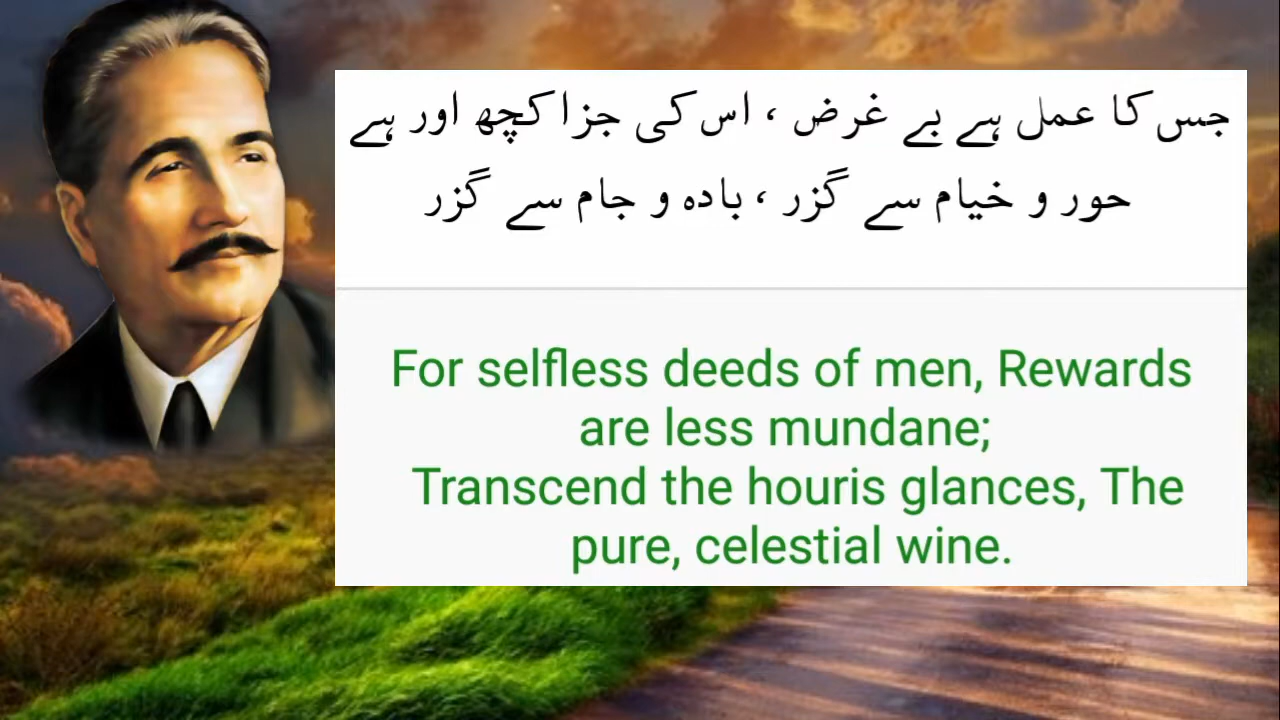 جس کا عمل ہے بے غرض ، اس کی جزا کچھ اور ہے
حور و خیام سے گزر ، بادہ و جام سے گزر
For selfless deeds of men, Rewards
are less mundane;
Transcend the houris glances, The
pure, celestial wine.